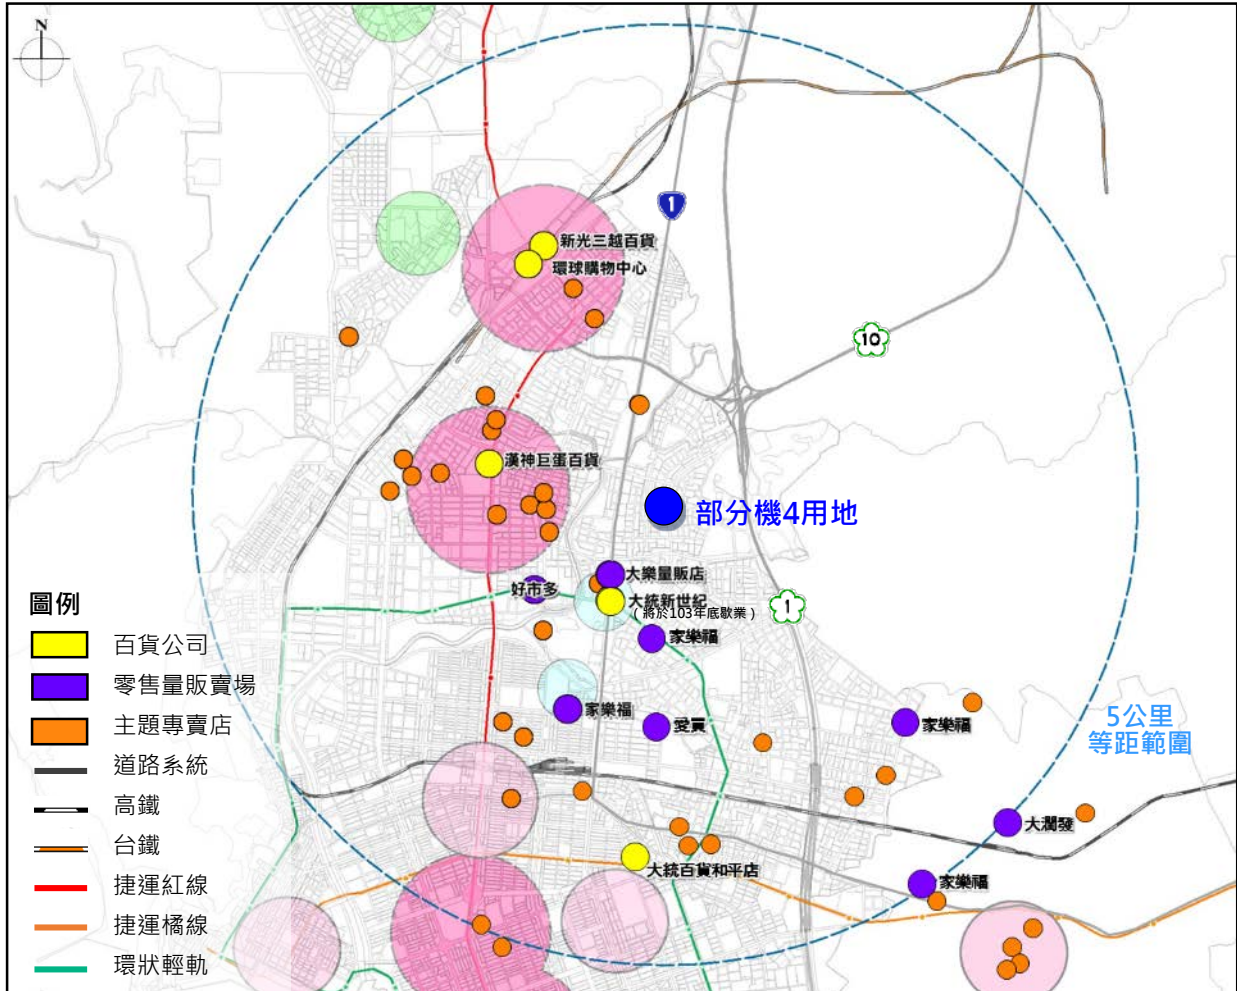 N
1
新光三越百貨
環球購物中心
10
漢神巨蛋百貨
部分機4用地
大樂量販店
好市多
大統新世紀
（將於103年底歇業）
1
家樂福
圖例
百貨公司
零售量販賣場
主題專賣店
道路系統
高鐵
台鐵
捷運紅線
捷運橘線
環狀輕軌
家樂福
愛買
家樂福
5公里
等距範圍
大潤發
大統百貨和平店
家樂福